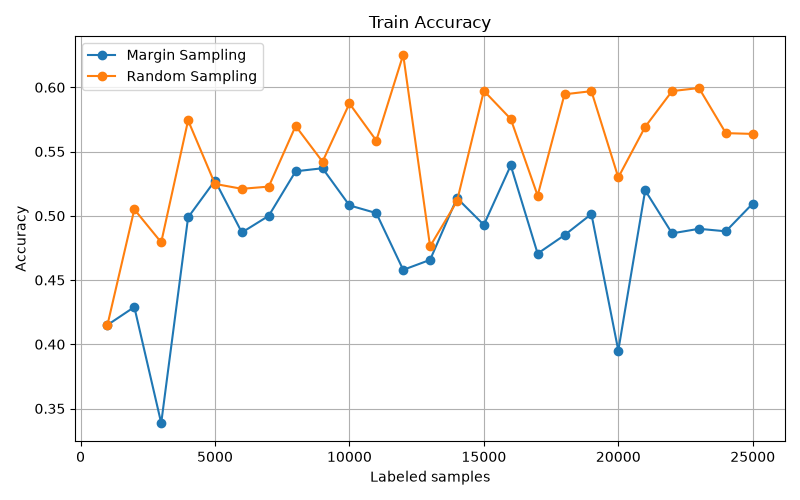 Train Accuracy
Margin Sampling
Random Sampling
Accuracy
0.60
0.55
0.50
0.45
0.40
0.35
0 5000 10000 15000 20000 25000
Labeled samples